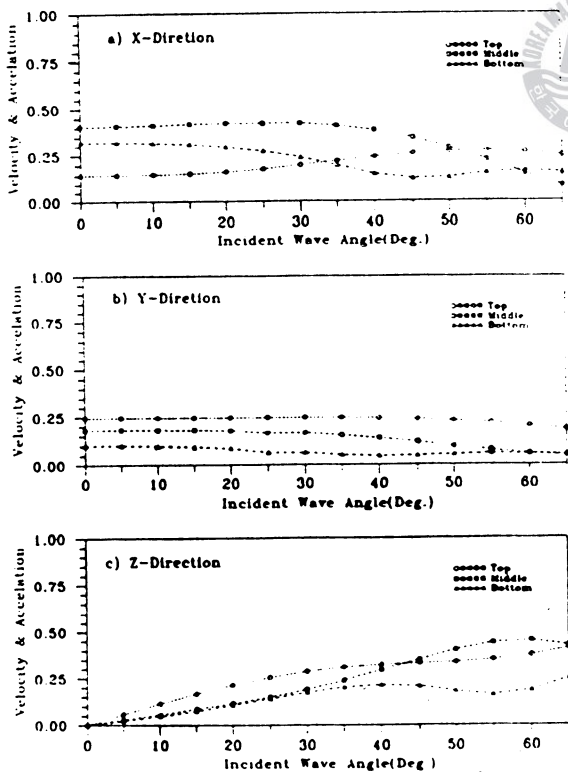 a) X-Diretion
Top
Middle
Bottom
Velocity & Accelation
1.00
0.75
0.50
0.25
0.00
0 10 20 30 40 50 60
Incident Wave Angle(Deg.)
b) Y-Diretion
Top
Middle
Bottom
Velocity & Accelation
1.00
0.75
0.50
0.25
0.00
0 10 20 30 40 50 60
Incident Wave Angle(Deg.)
c) Z-Direction
Top
Middle
Bottom
Velocity & Accelation
1.00
0.75
0.50
0.25
0.00
0 10 20 30 40 50 60
Incident Wave Angle(Deg.)